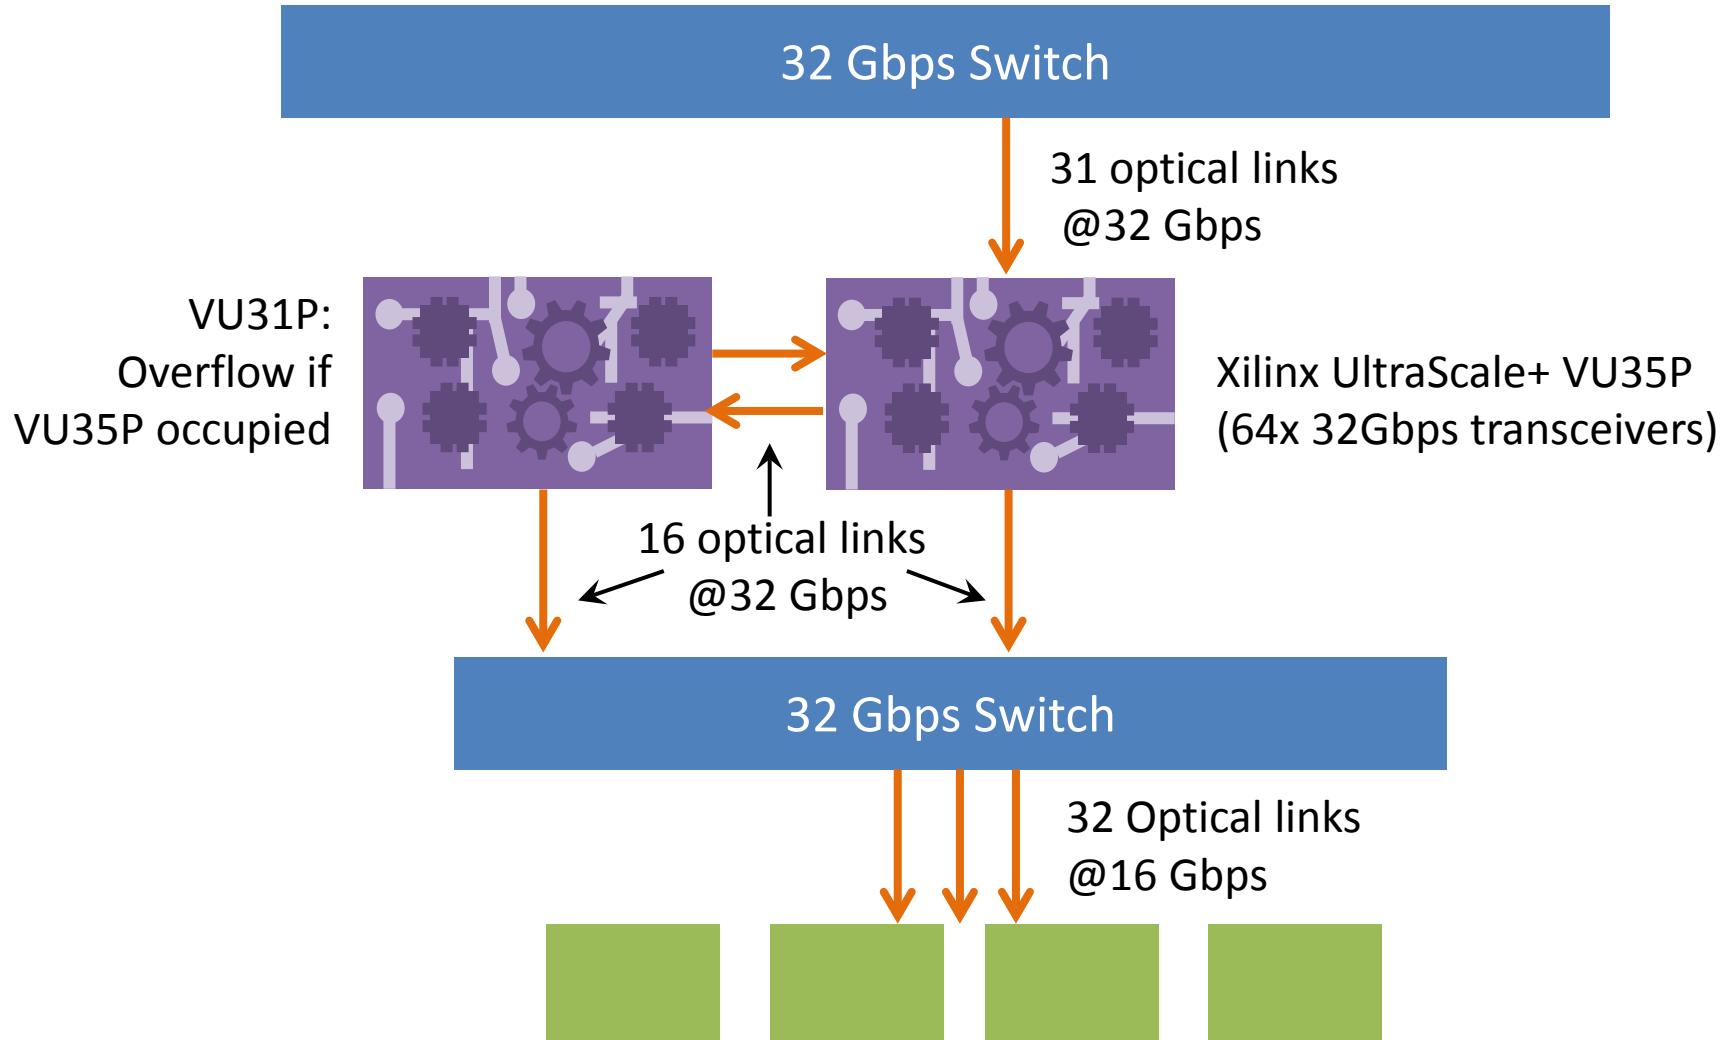 32 Gbps Switch
31 optical links
@32 Gbps
VU31P:
Overflow if
VU35P occupied
Xilinx UltraScale+ VU35P
(64x 32Gbps transceivers)
16 optical links
@32 Gbps
32 Gbps Switch
32 Optical links
@16 Gbps